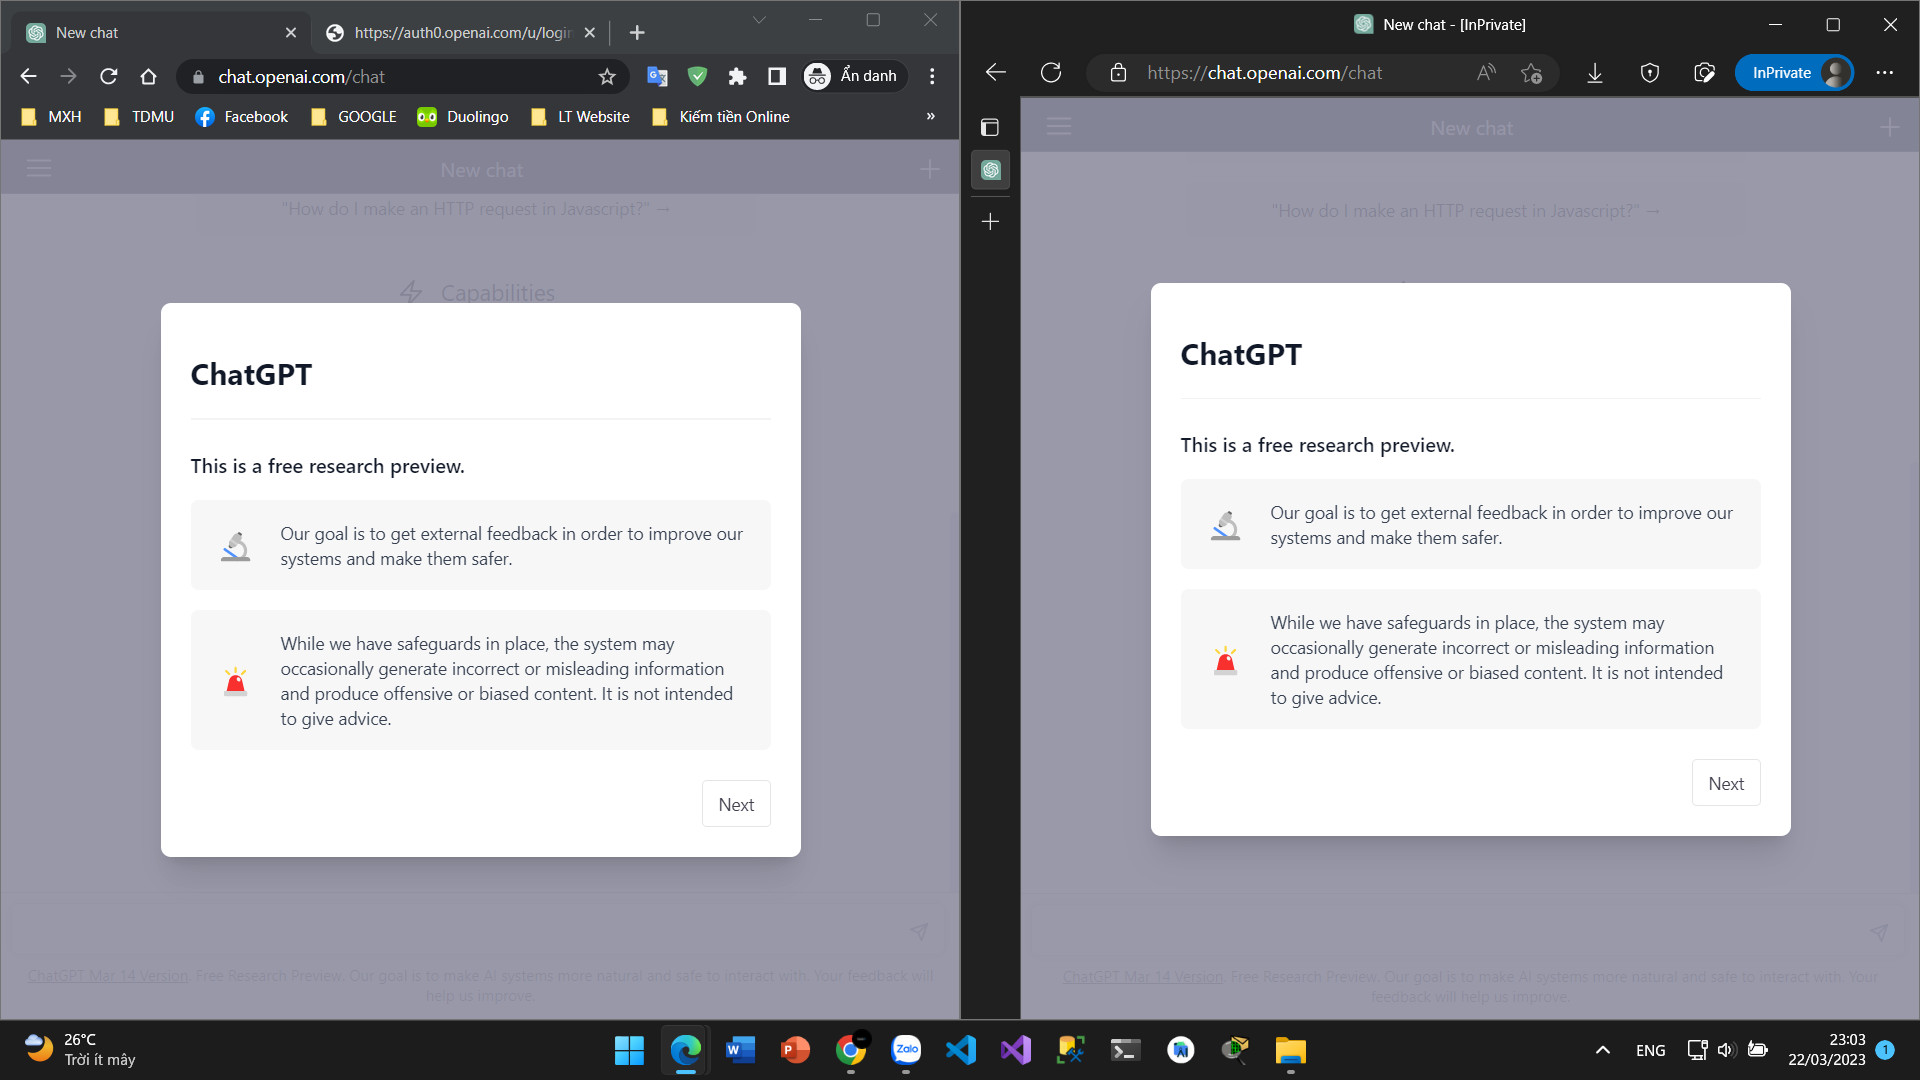 New chat
https://auth0.openai.com/u/login
chat.openai.com/chat
Ẩn danh
MXH
TDMU
Facebook
GOOGLE
Duolingo
LT Website
Kiếm tiền Online
»
New chat
"How do I make an HTTP request in Javascript?" →
Capabilities
ChatGPT
This is a free research preview.
Our goal is to get external feedback in order to improve our
systems and make them safer.
While we have safeguards in place, the system may
occasionally generate incorrect or misleading information
and produce offensive or biased content. It is not intended
to give advice.
Next
ChatGPT Mar 14 Version. Free Research Preview. Our goal is to make AI systems more natural and safe to interact with. Your feedback will
help us improve.
New chat - [InPrivate]
https://chat.openai.com/chat
InPrivate
New chat
"How do I make an HTTP request in Javascript?" →
ChatGPT
This is a free research preview.
Our goal is to get external feedback in order to improve our
systems and make them safer.
While we have safeguards in place, the system may
occasionally generate incorrect or misleading information
and produce offensive or biased content. It is not intended
to give advice.
Next
ChatGPT Mar 14 Version. Free Research Preview. Our goal is to make AI systems more natural and safe to interact with. Your
feedback will help us improve.
26°C
Trời ít mây
Zalo
ENG
23:03
22/03/2023
1